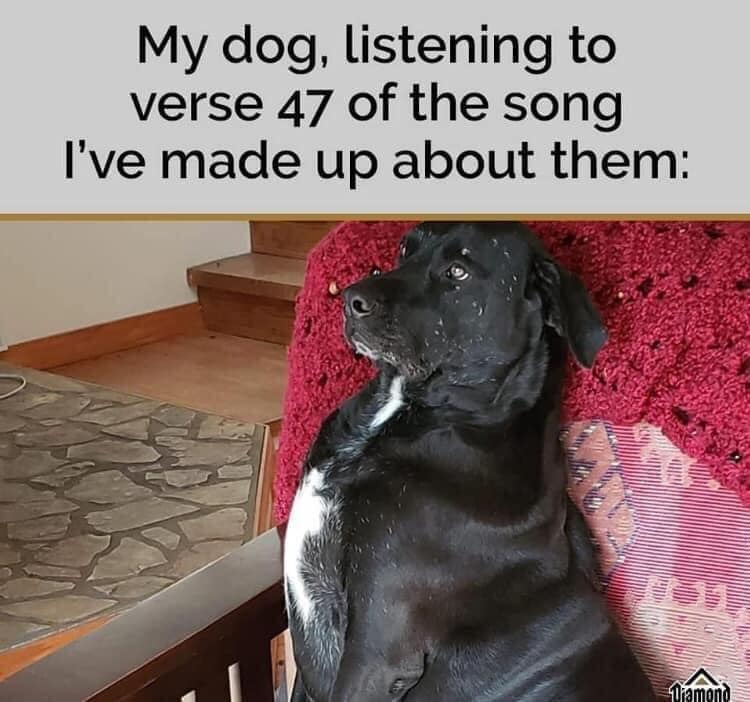 My dog, listening to
verse 47 of the song
I've made up about them:
Diamond